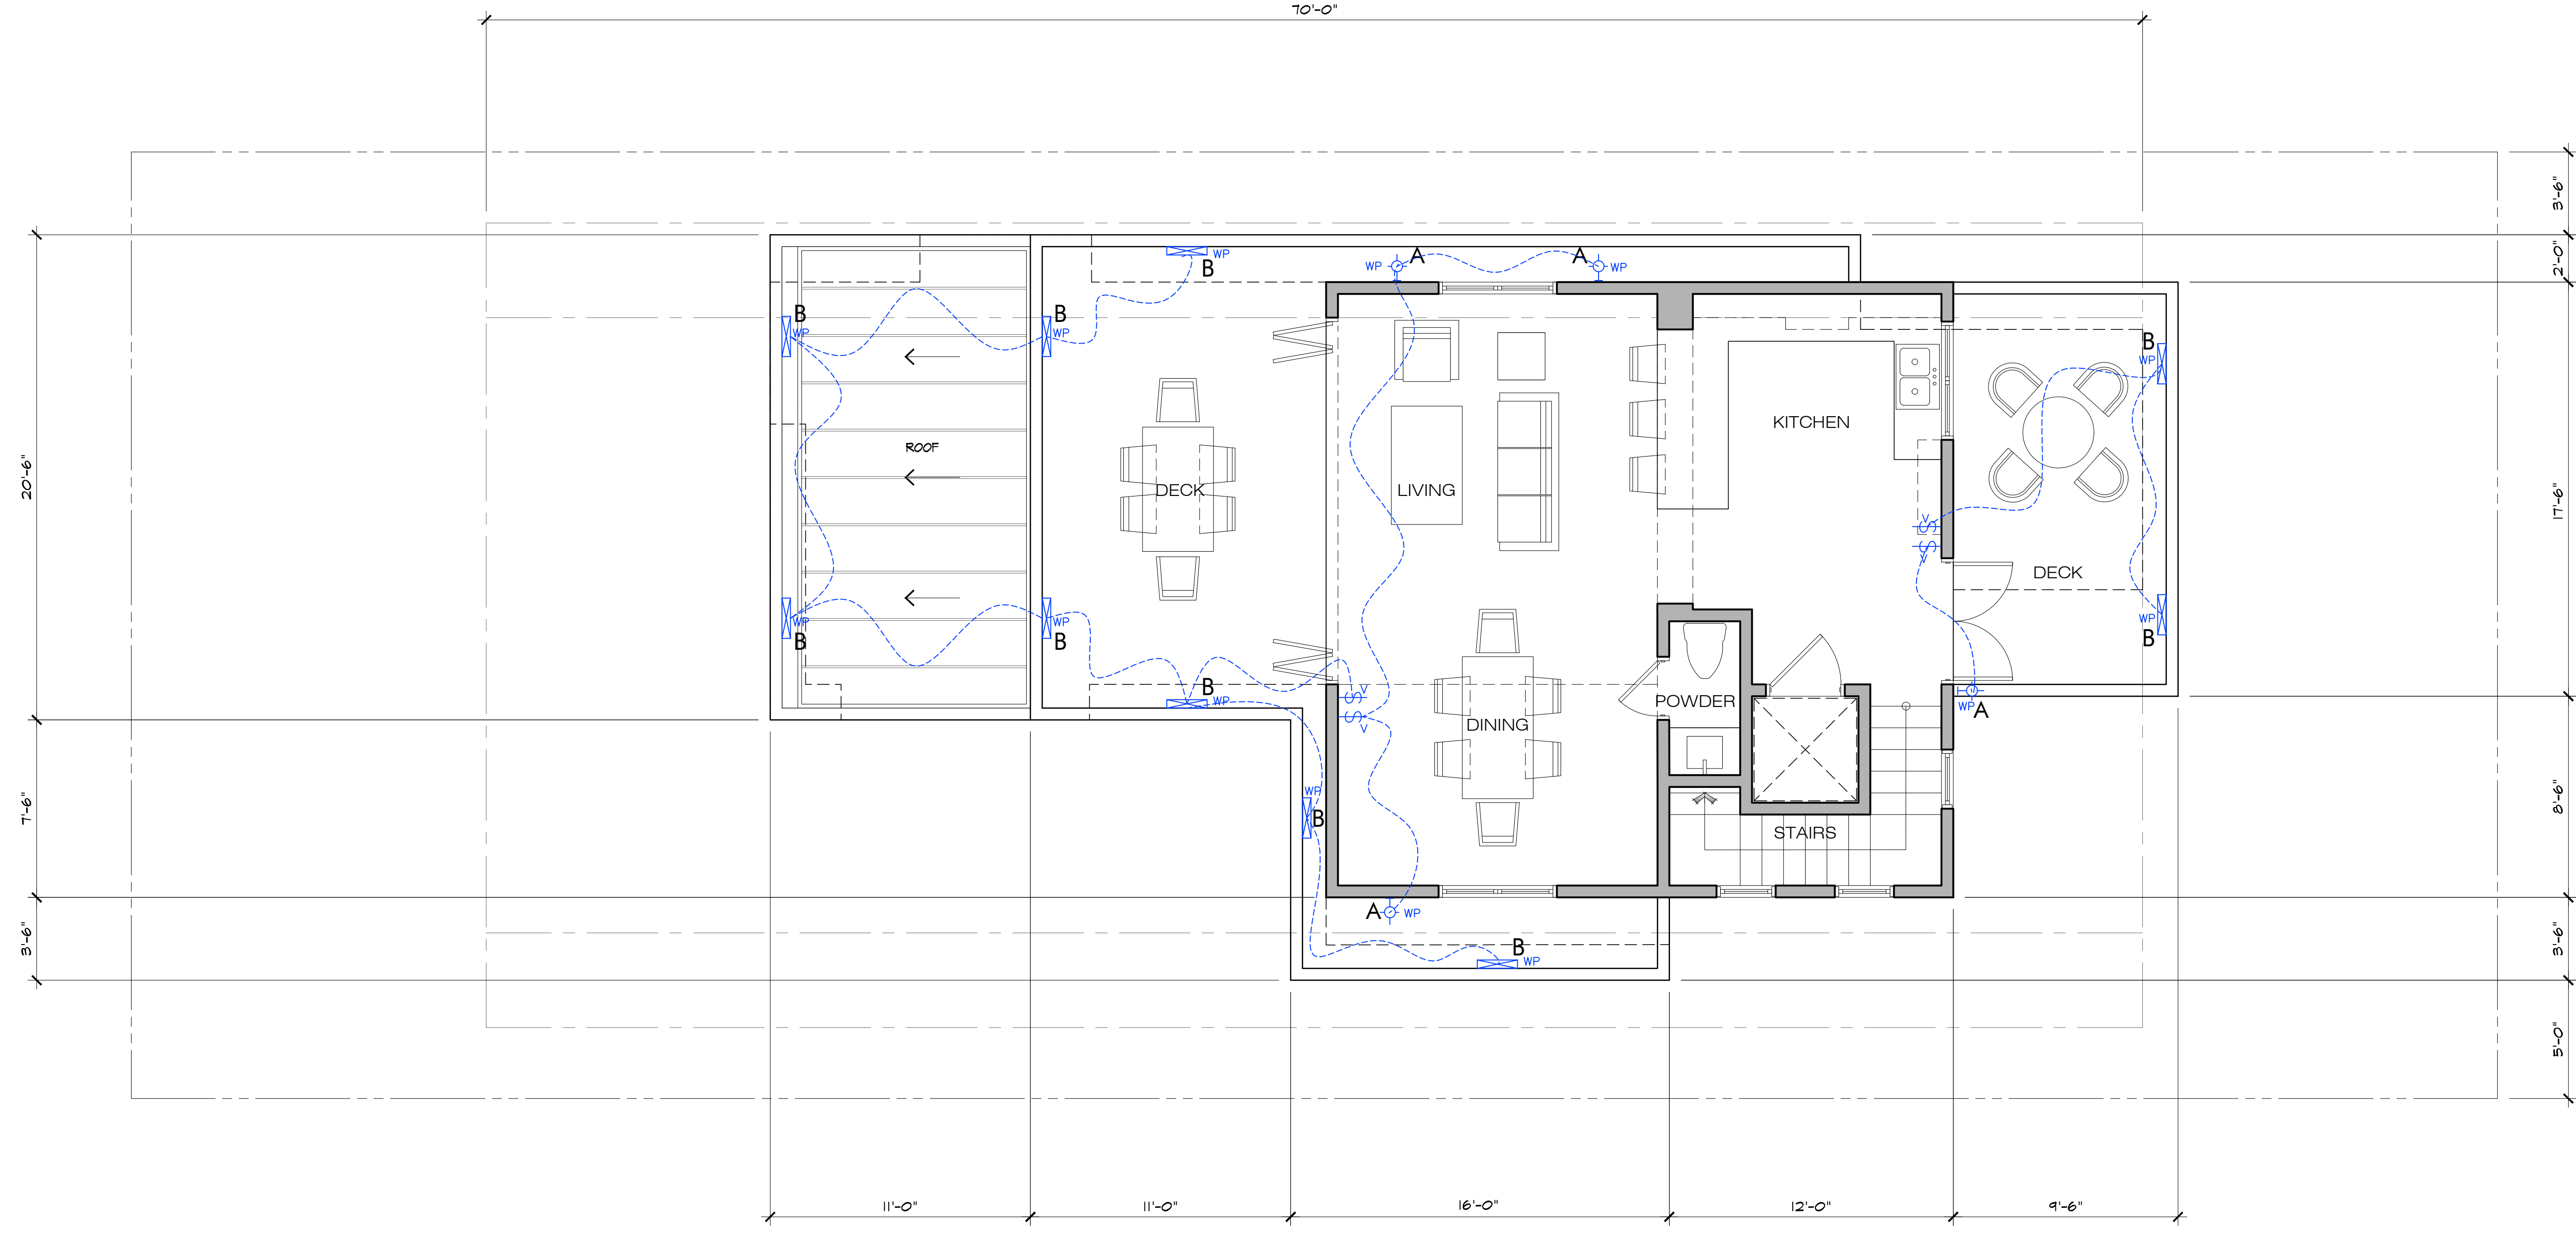 70'-0"
3'-6"
2'-0"
WP
B
WP
A
A
WP
B
WP
B
WP
B
WP
KITCHEN
ROOF
20'-6"
DECK
LIVING
17'-6"
$ V
$ V
DECK
WP
B
WP
B
WP
B
B
WP
$ V
$ V
POWDER
WP
A
DINING
WP
B
7'-6"
8'-6"
STAIRS
A
WP
3'-6"
B
WP
3'-6"
5'-0"
11'-0"
11'-0"
16'-0"
12'-0"
9'-6"